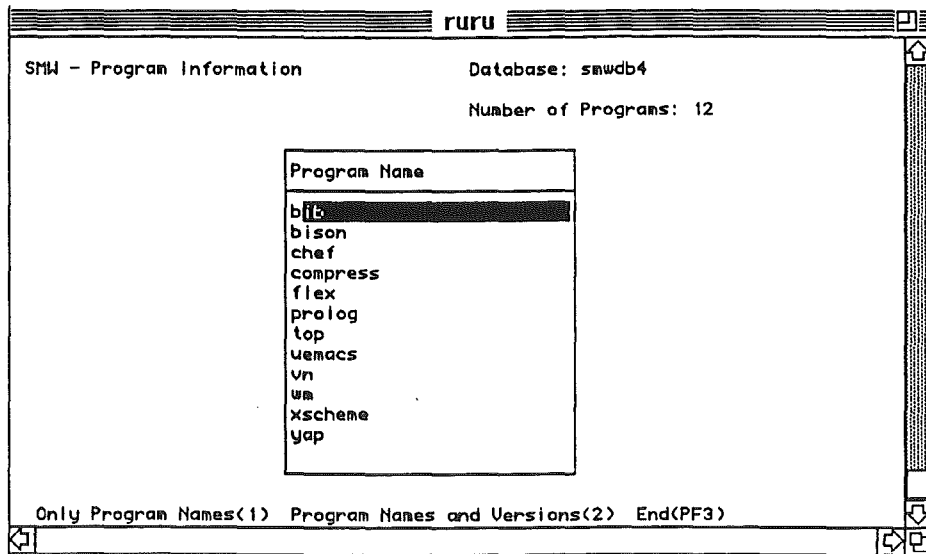 ruru
SMW - Program Information
Database: smwdb4
Number of Programs: 12
Program Name
bib
bison
chef
compress
flex
prolog
top
uemacs
vn
wm
xscheme
yap
Only Program Names(1) Program Names and Versions(2) End(PF3)